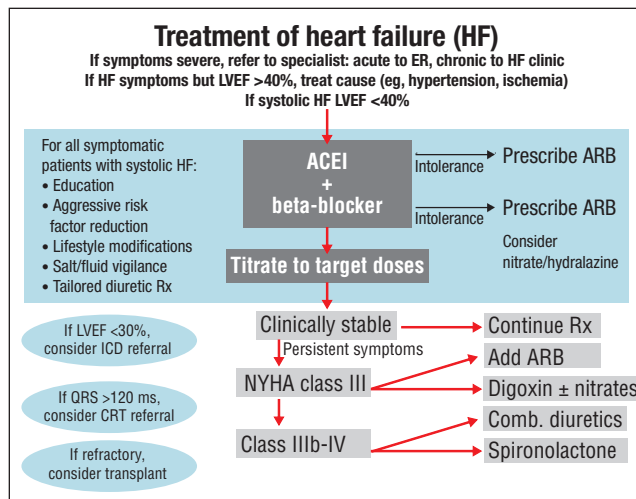 Treatment of heart failure (HF)
If symptoms severe, refer to specialist: acute to ER, chronic to HF clinic
If HF symptoms but LVEF >40%, treat cause (eg, hypertension, ischemia)
If systolic HF LVEF <40%
For all symptomatic
patients with systolic HF:
• Education
• Aggressive risk
factor reduction
• Lifestyle modifications
• Salt/fluid vigilance
• Tailored diuretic Rx
ACEI
+
beta-blocker
Intolerance
Prescribe ARB
Intolerance
Prescribe ARB
Consider
nitrate/hydralazine
Titrate to target doses
Clinically stable
Continue Rx
Persistent symptoms
Add ARB
NYHA class III
Digoxin ± nitrates
Comb. diuretics
Class IIIb-IV
Spironolactone
If LVEF <30%,
consider ICD referral
If QRS >120 ms,
consider CRT referral
If refractory,
consider transplant